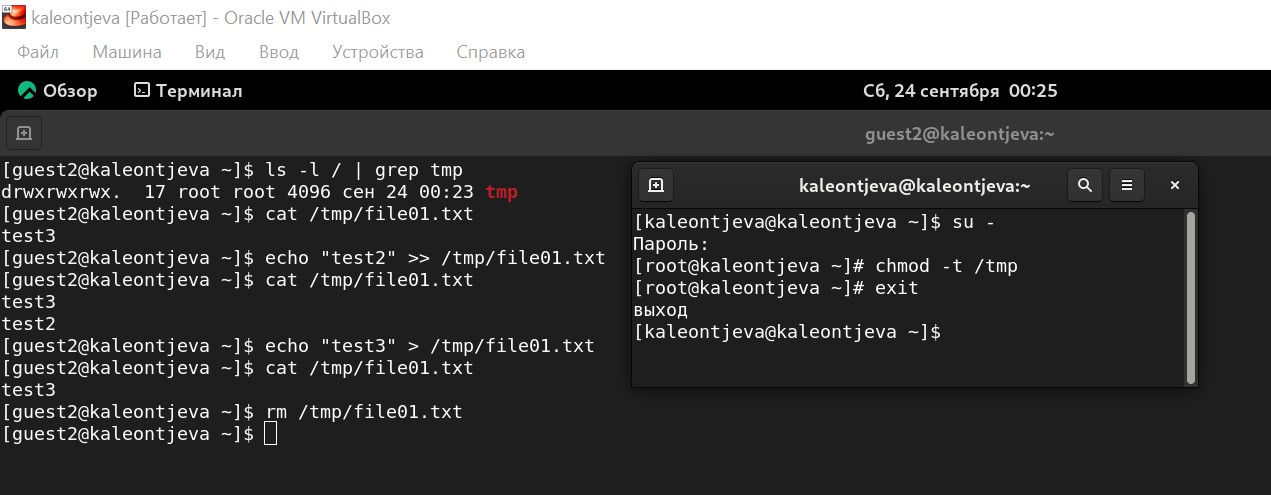 kaleontjeva [Работает] - Oracle VM VirtualBox
Файл Машина Вид Ввод Устройства Справка
Обзор Терминал Сб, 24 сентября 00:25
guest2@kaleontjeva:~
[guest2@kaleontjeva ~]$ ls -l / | grep tmp
drwxrwxrwx.  17 root root 4096 сен 24 00:23 tmp
[guest2@kaleontjeva ~]$ cat /tmp/file01.txt
test3
[guest2@kaleontjeva ~]$ echo "test2" >> /tmp/file01.txt
[guest2@kaleontjeva ~]$ cat /tmp/file01.txt
test3
test2
[guest2@kaleontjeva ~]$ echo "test3" > /tmp/file01.txt
[guest2@kaleontjeva ~]$ cat /tmp/file01.txt
test3
[guest2@kaleontjeva ~]$ rm /tmp/file01.txt
[guest2@kaleontjeva ~]$
kaleontjeva@kaleontjeva:~
[kaleontjeva@kaleontjeva ~]$ su -
Пароль:
[root@kaleontjeva ~]# chmod -t /tmp
[root@kaleontjeva ~]# exit
выход
[kaleontjeva@kaleontjeva ~]$